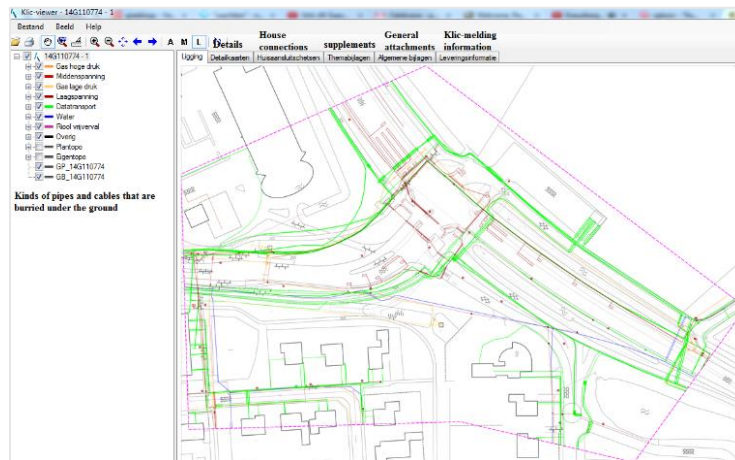 Klic-viewer - 14G110774 - 1
Bestand Beeld Help
A M L
Details
House connections
supplements
General attachments
Klic-melding information
Ligging Detailkaarten Huisaansluitschetsen Themabijlagen Algemene bijlagen Leveringsinformatie
14G110774 - 1
Gas hoge druk
Middenspanning
Gas lage druk
Laagspanning
Datatransport
Water
Riool vrijverval
Overig
Plantopo
Eigentopo
GP_14G110774
GB_14G110774
Kinds of pipes and cables that are
burried under the ground